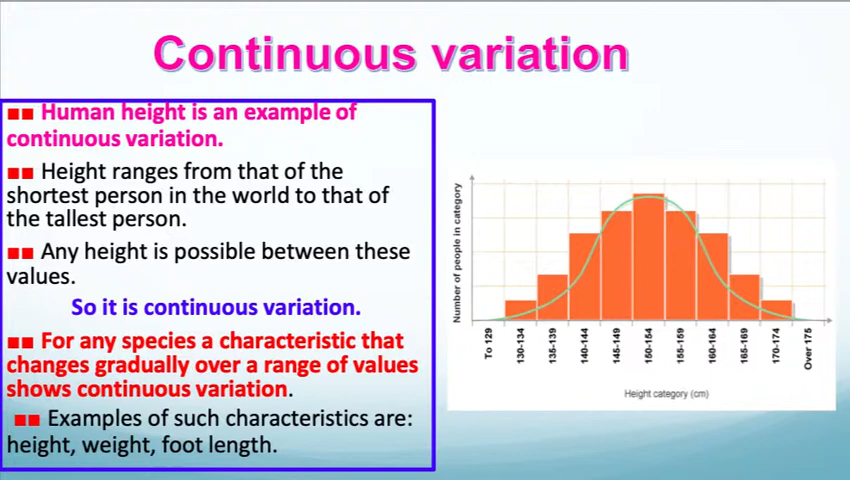 Continuous variation
■■ Human height is an example of
continuous variation.
■■ Height ranges from that of the
shortest person in the world to that of
the tallest person.
■■ Any height is possible between these
values.
So it is continuous variation.
■■ For any species a characteristic that
changes gradually over a range of values
shows continuous variation.
■■ Examples of such characteristics are:
height, weight, foot length.
Number of people in category
To 129
130-134
135-139
140-144
145-149
150-154
155-159
160-164
165-169
170-174
Over 175
Height category (cm)